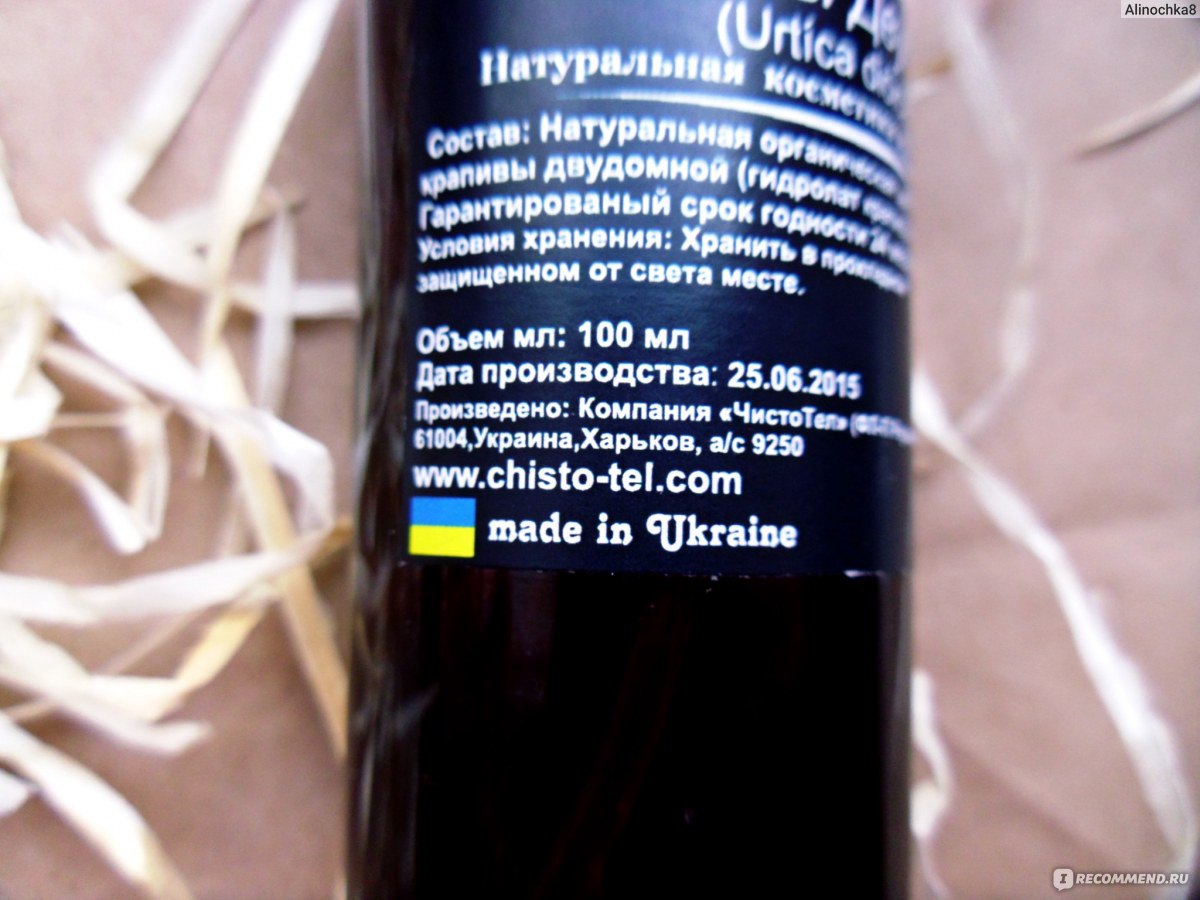 Alinochka8
(Urtica
Натуральная
Состав: Натуральная
крапивы двудомной (гидролат
Гарантированый срок годности 24
Условия хранения: Хранить в
защищенном от света месте.
Объем мл: 100 мл
Дата производства: 25.06.2015
Произведено: Компания «ЧистоТел»
61004,Украина,Харьков, а/с 9250
www.chisto-tel.com
made in Ukraine
IRECOMMEND.RU